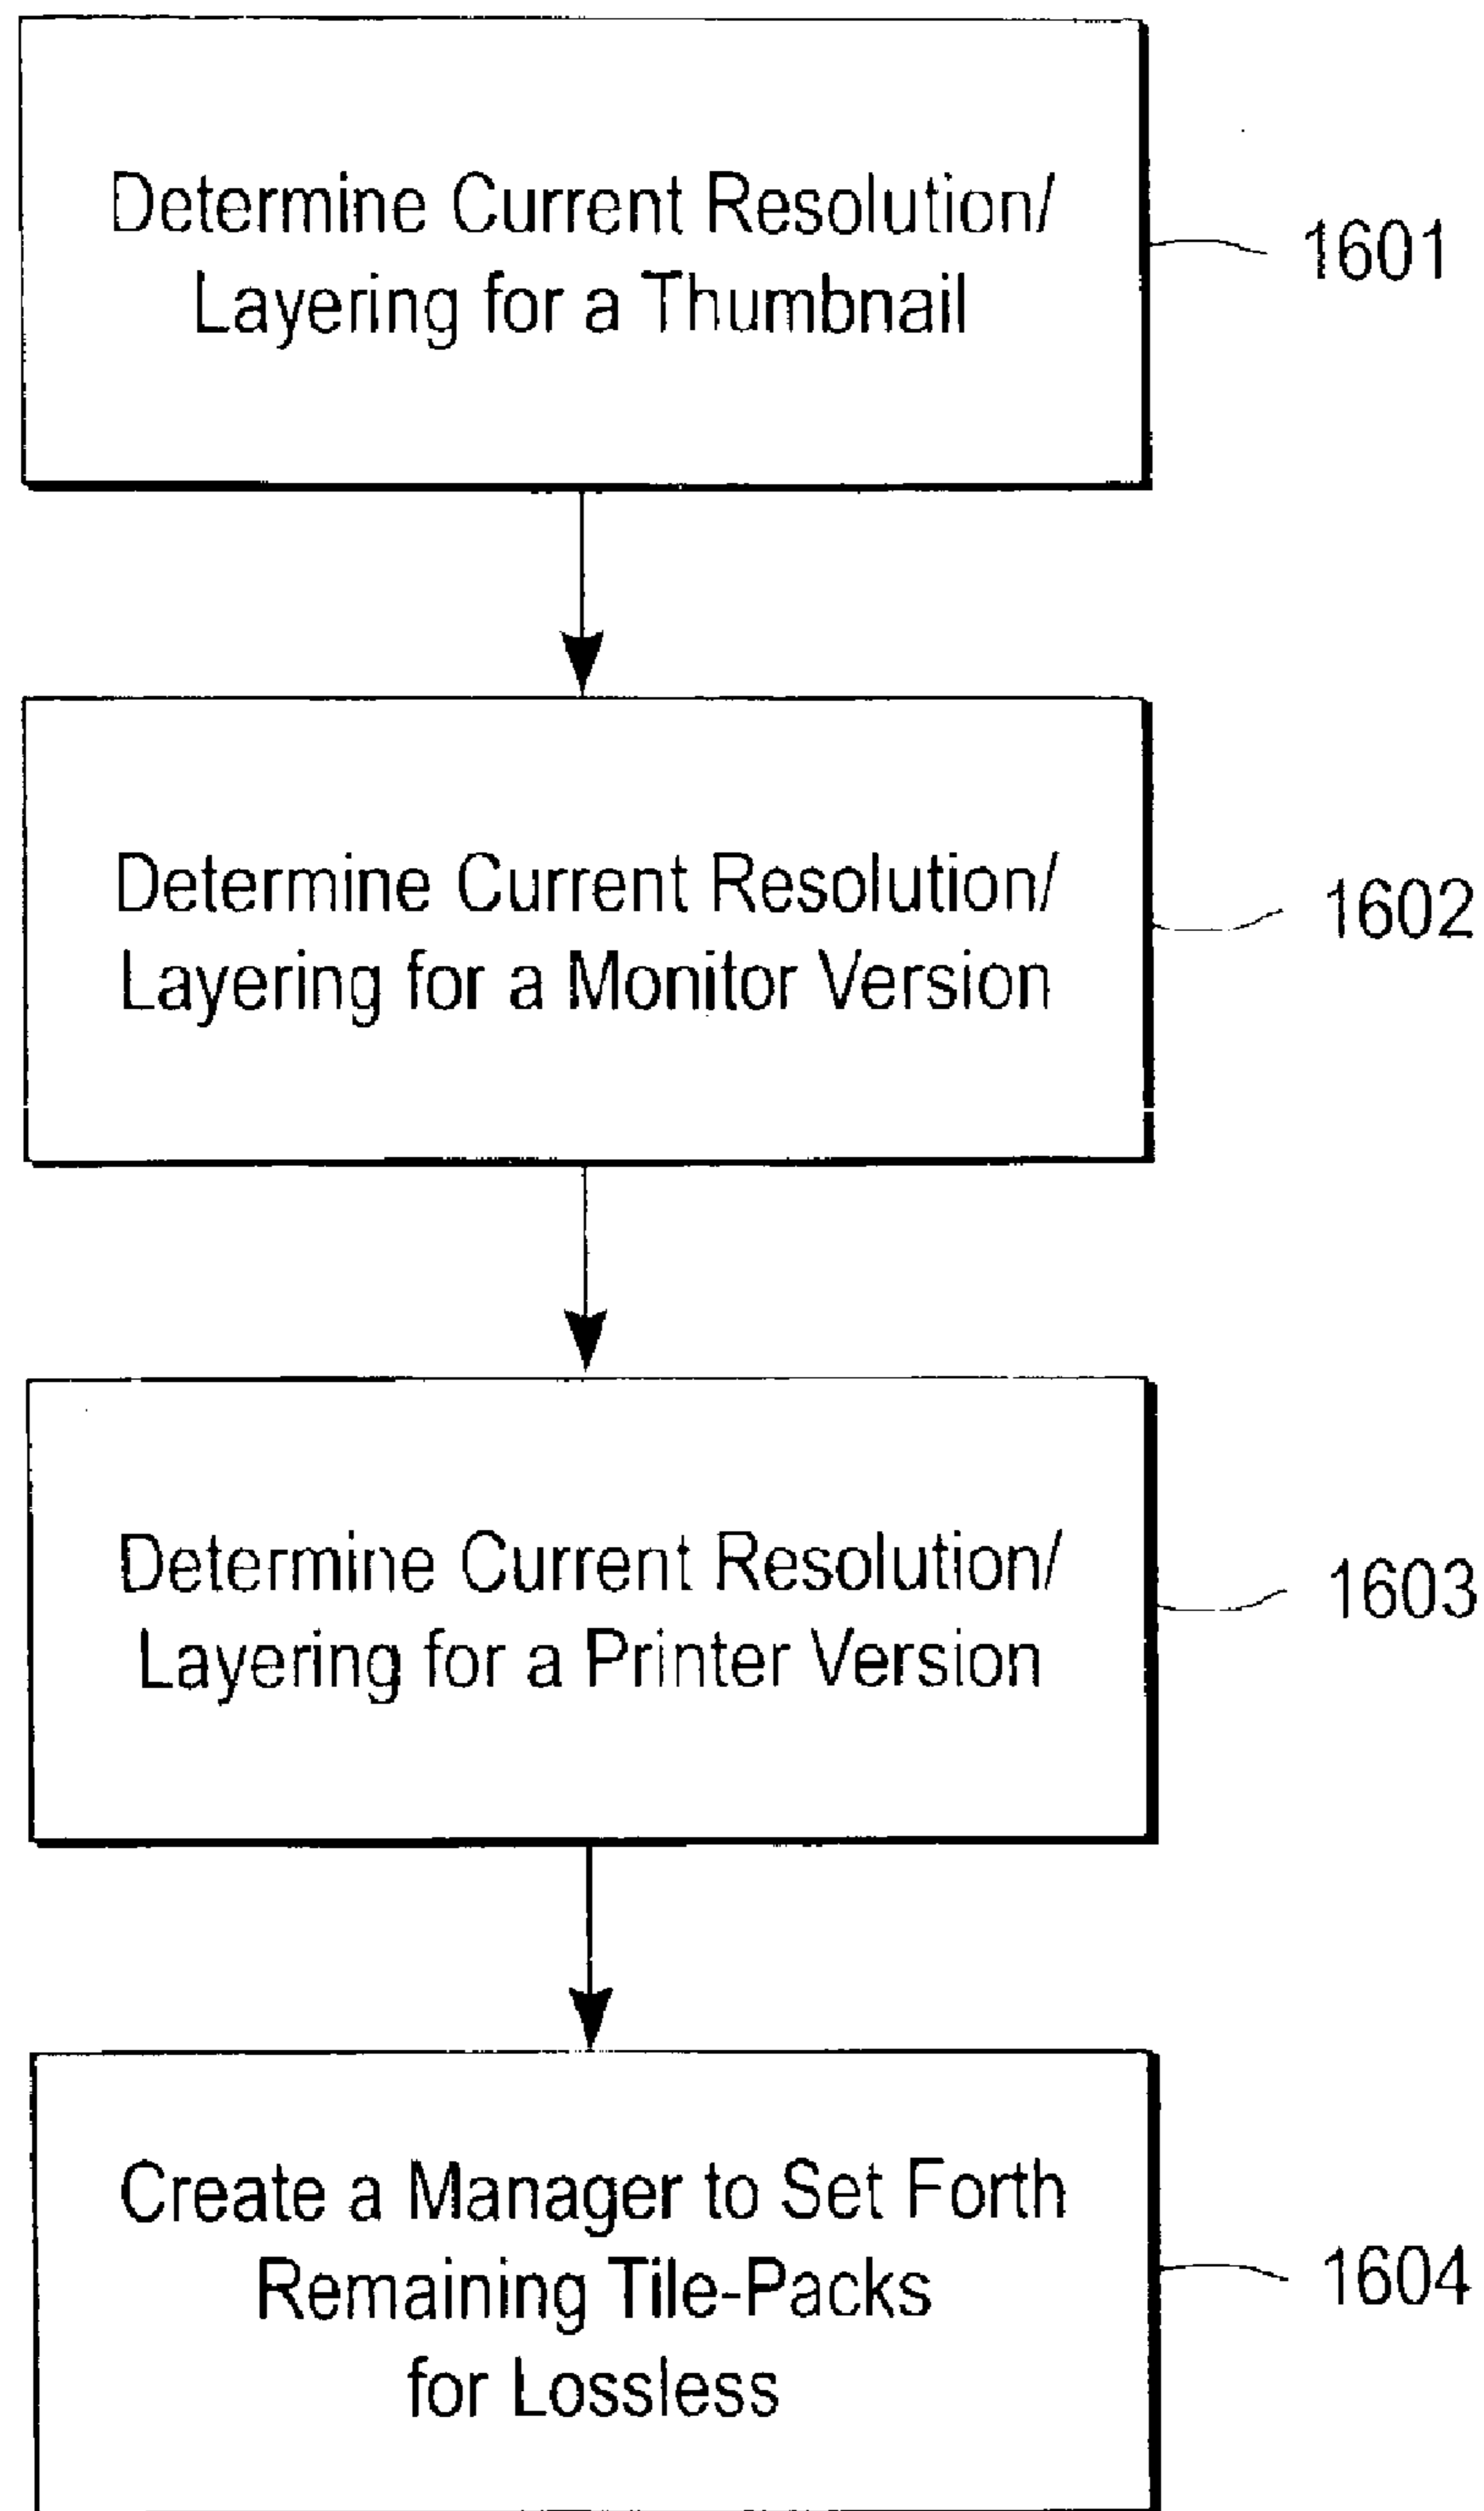 Determine Current Resolution/
Layering for a Thumbnail
1601
Determine Current Resolution/
Layering for a Monitor Version
1602
Determine Current Resolution/
Layering for a Printer Version
1603
Create a Manager to Set Forth
Remaining Tile-Packs
for Lossless
1604